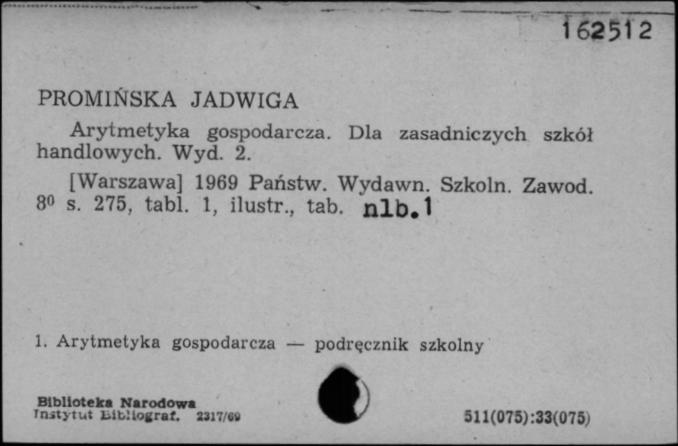 162512
PROMIŃSKA JADWIGA
Arytmetyka gospodarcza. Dla zasadniczych szkół
handlowych. Wyd. 2.
[Warszawa] 1969 Państw. Wydawn. Szkoln. Zawod.
8⁰ s. 275, tabl. 1, ilustr., tab. nlb.1
1. Arytmetyka gospodarcza — podręcznik szkolny
Biblioteka Narodowa
Instytut Bibliograf. 2317/69
511(075):33(075)